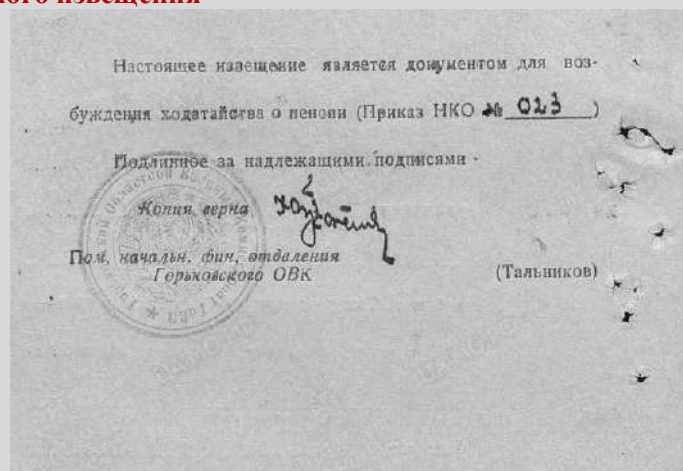 ного извещения
Настоящее извещение является документом для воз-
буждения ходатайства о пенсии (Приказ НКО № 023 )
Подлинное за надлежащими подписями
Копия верна
Пом. начальн. фин. отделения
Горьковского ОВК
(Тальников)